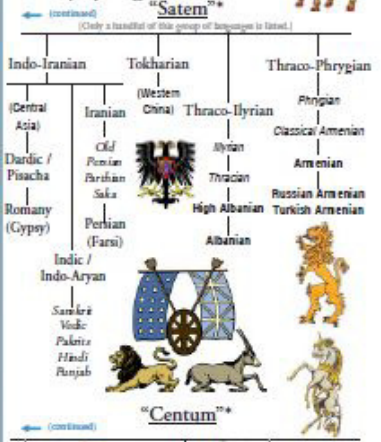 (continued)
"Satem"*
(Only a handful of this group of languages is listed.)
Indo-Iranian
Tokharian
Thraco-Phrygian
(Central
Asia)
Dardic /
Pisacha
Romany
(Gypsy)
Iranian
Old
Persian
Parthian
Saka
Persian
(Farsi)
Indic /
Indo-Aryan
Sanskrit
Vedic
Pakrits
Hindi
Punjab
(Western
China)
Thraco-Ilyrian
Illyrian
Thracian
High Albanian
Albanian
Phrygian
Classical Armenian
Armenian
Russian Armenian
Turkish Armenian
"Centum"*
(continued)